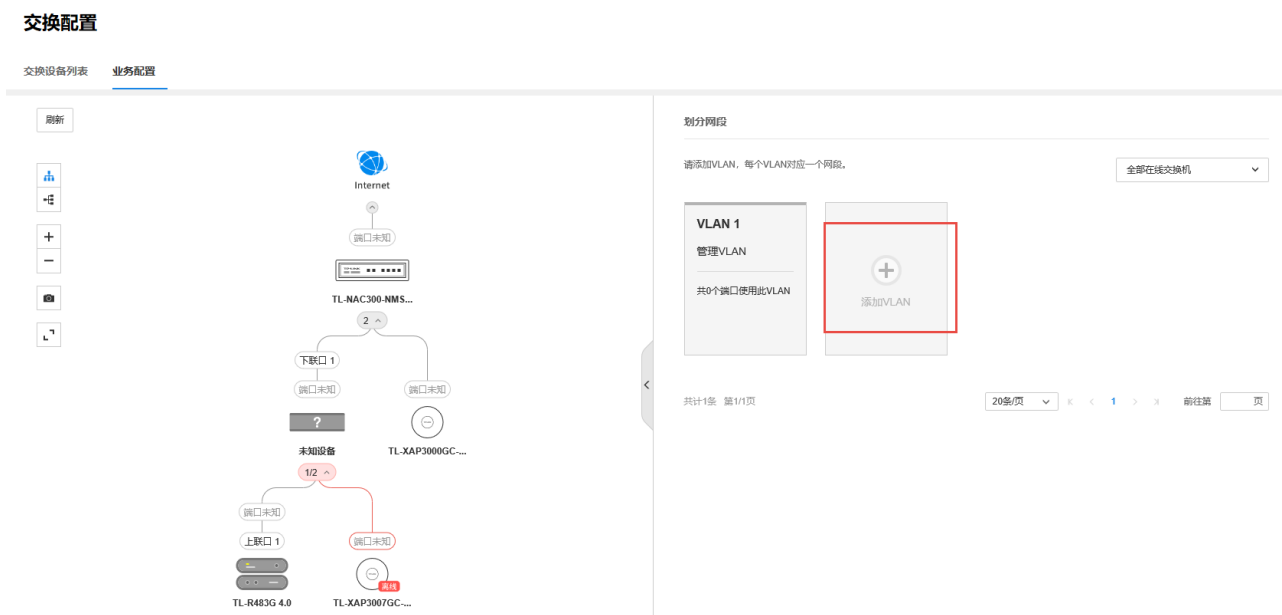 交换配置
交换设备列表 业务配置
刷新
Internet
端口未知
TL-NAC300-NMS...
2
下联口 1
端口未知 端口未知
?
未知设备 TL-XAP3000GC-...
1/2
端口未知
上联口 1 端口未知
离线
TL-R483G 4.0 TL-XAP3007GC-...
划分网段
请添加VLAN，每个VLAN对应一个网段。
全部在线交换机
VLAN 1
管理VLAN
共0个端口使用此VLAN
添加VLAN
共计1条 第1/1页 20条/页 1 前往第 页